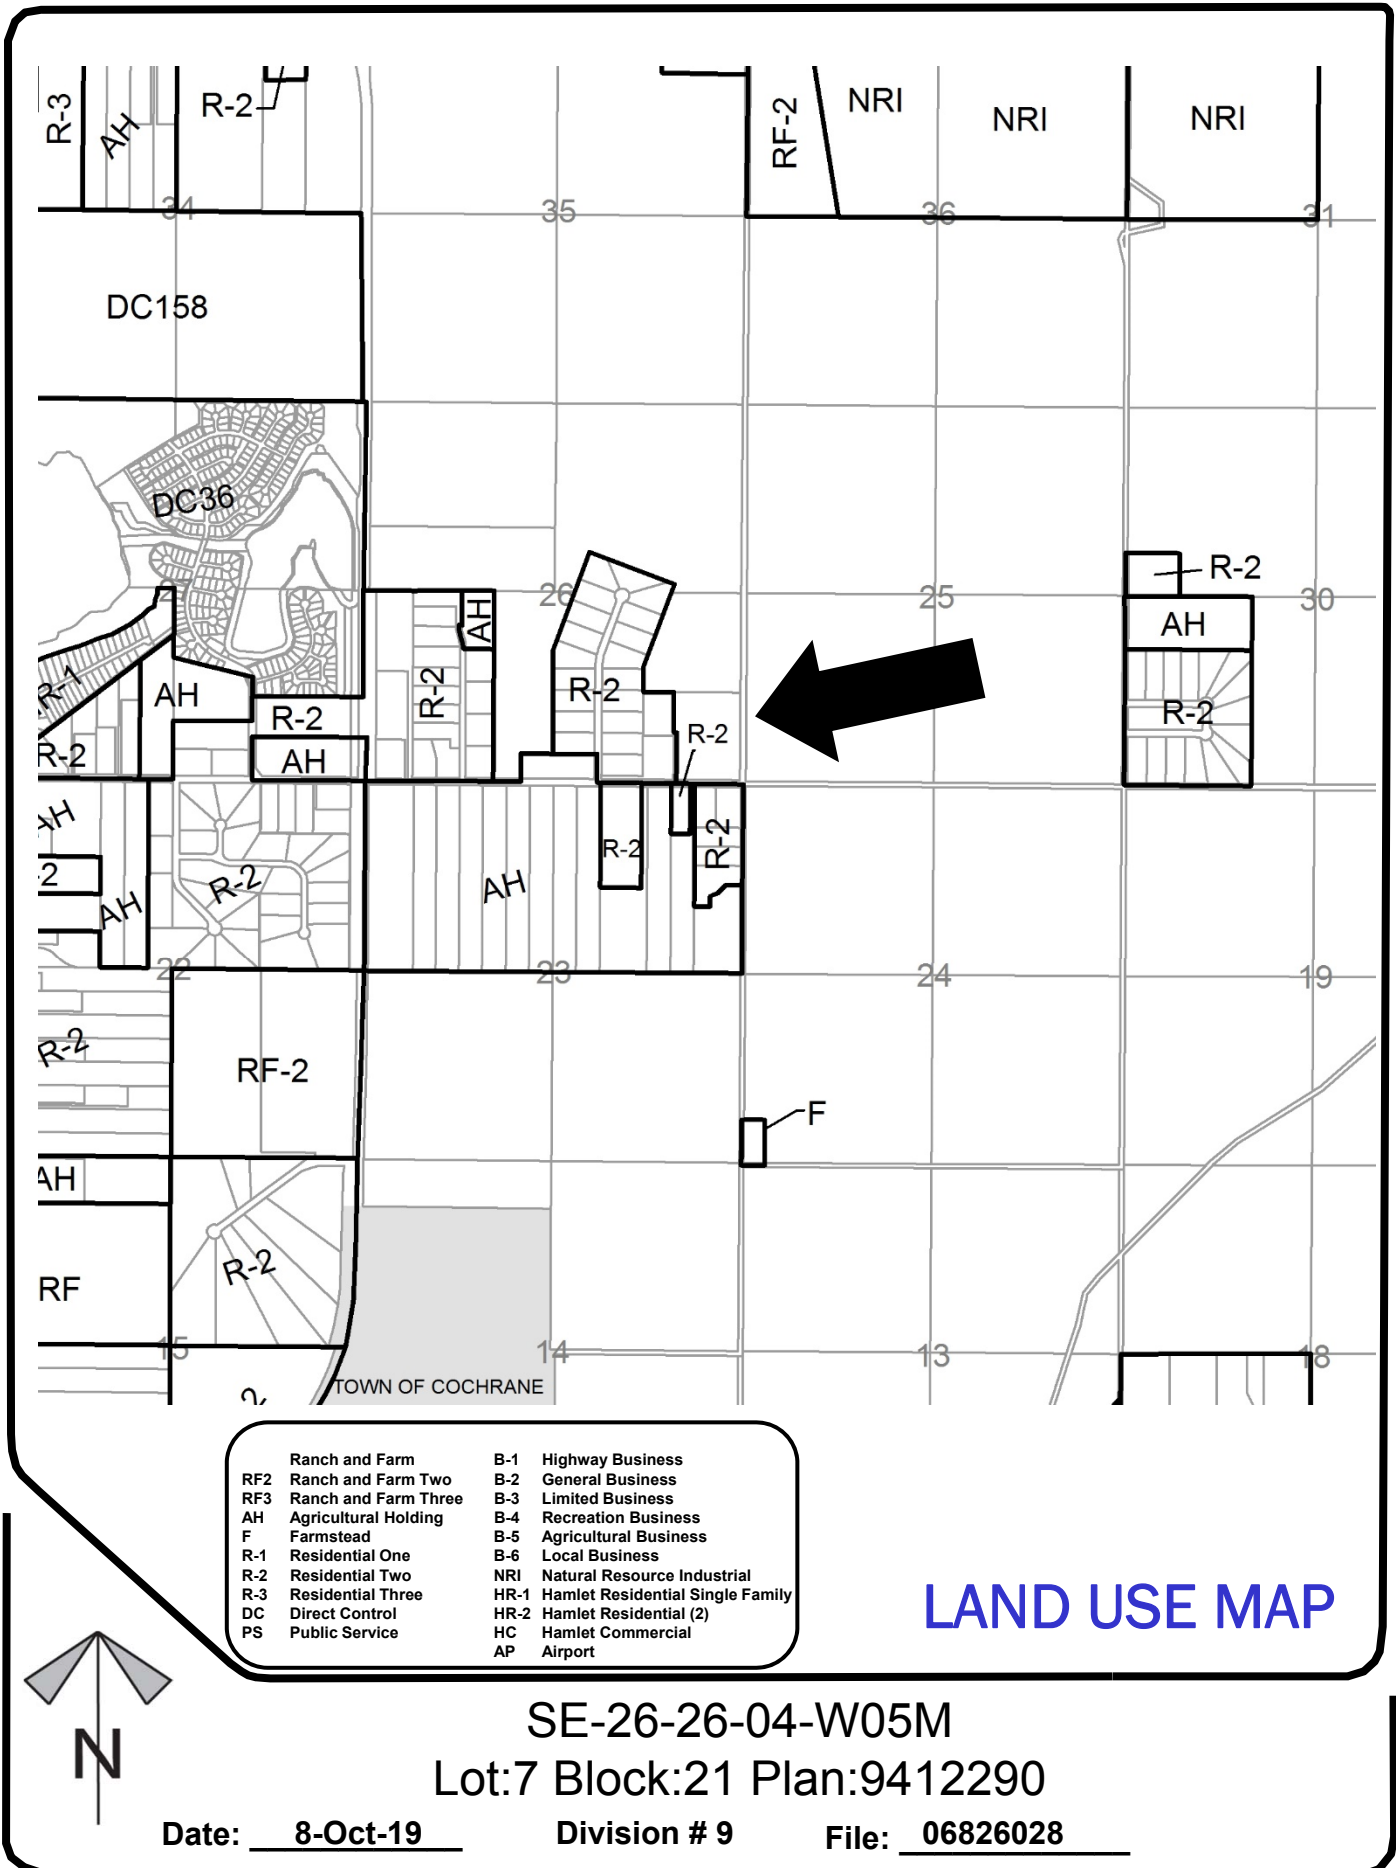 R-3
AH
R-2
RF-2
NRI
NRI
NRI
34
35
36
31
DC158
DC36
27
26
25
30
R-2
AH
AH
R-1
AH
R-2
R-2
R-2
R-2
R-2
AH
R-2
AH
R-2
AH
-2
AH
R-2
AH
R-2
R-2
22
23
24
19
R-2
RF-2
F
AH
R-2
RF
15
14
13
18
2
TOWN OF COCHRANE
Ranch and Farm
RF2 Ranch and Farm Two
RF3 Ranch and Farm Three
AH Agricultural Holding
F Farmstead
R-1 Residential One
R-2 Residential Two
R-3 Residential Three
DC Direct Control
PS Public Service
B-1 Highway Business
B-2 General Business
B-3 Limited Business
B-4 Recreation Business
B-5 Agricultural Business
B-6 Local Business
NRI Natural Resource Industrial
HR-1 Hamlet Residential Single Family
HR-2 Hamlet Residential (2)
HC Hamlet Commercial
AP Airport
LAND USE MAP
N
SE-26-26-04-W05M
Lot:7 Block:21 Plan:9412290
Date: 8-Oct-19 Division # 9 File: 06826028